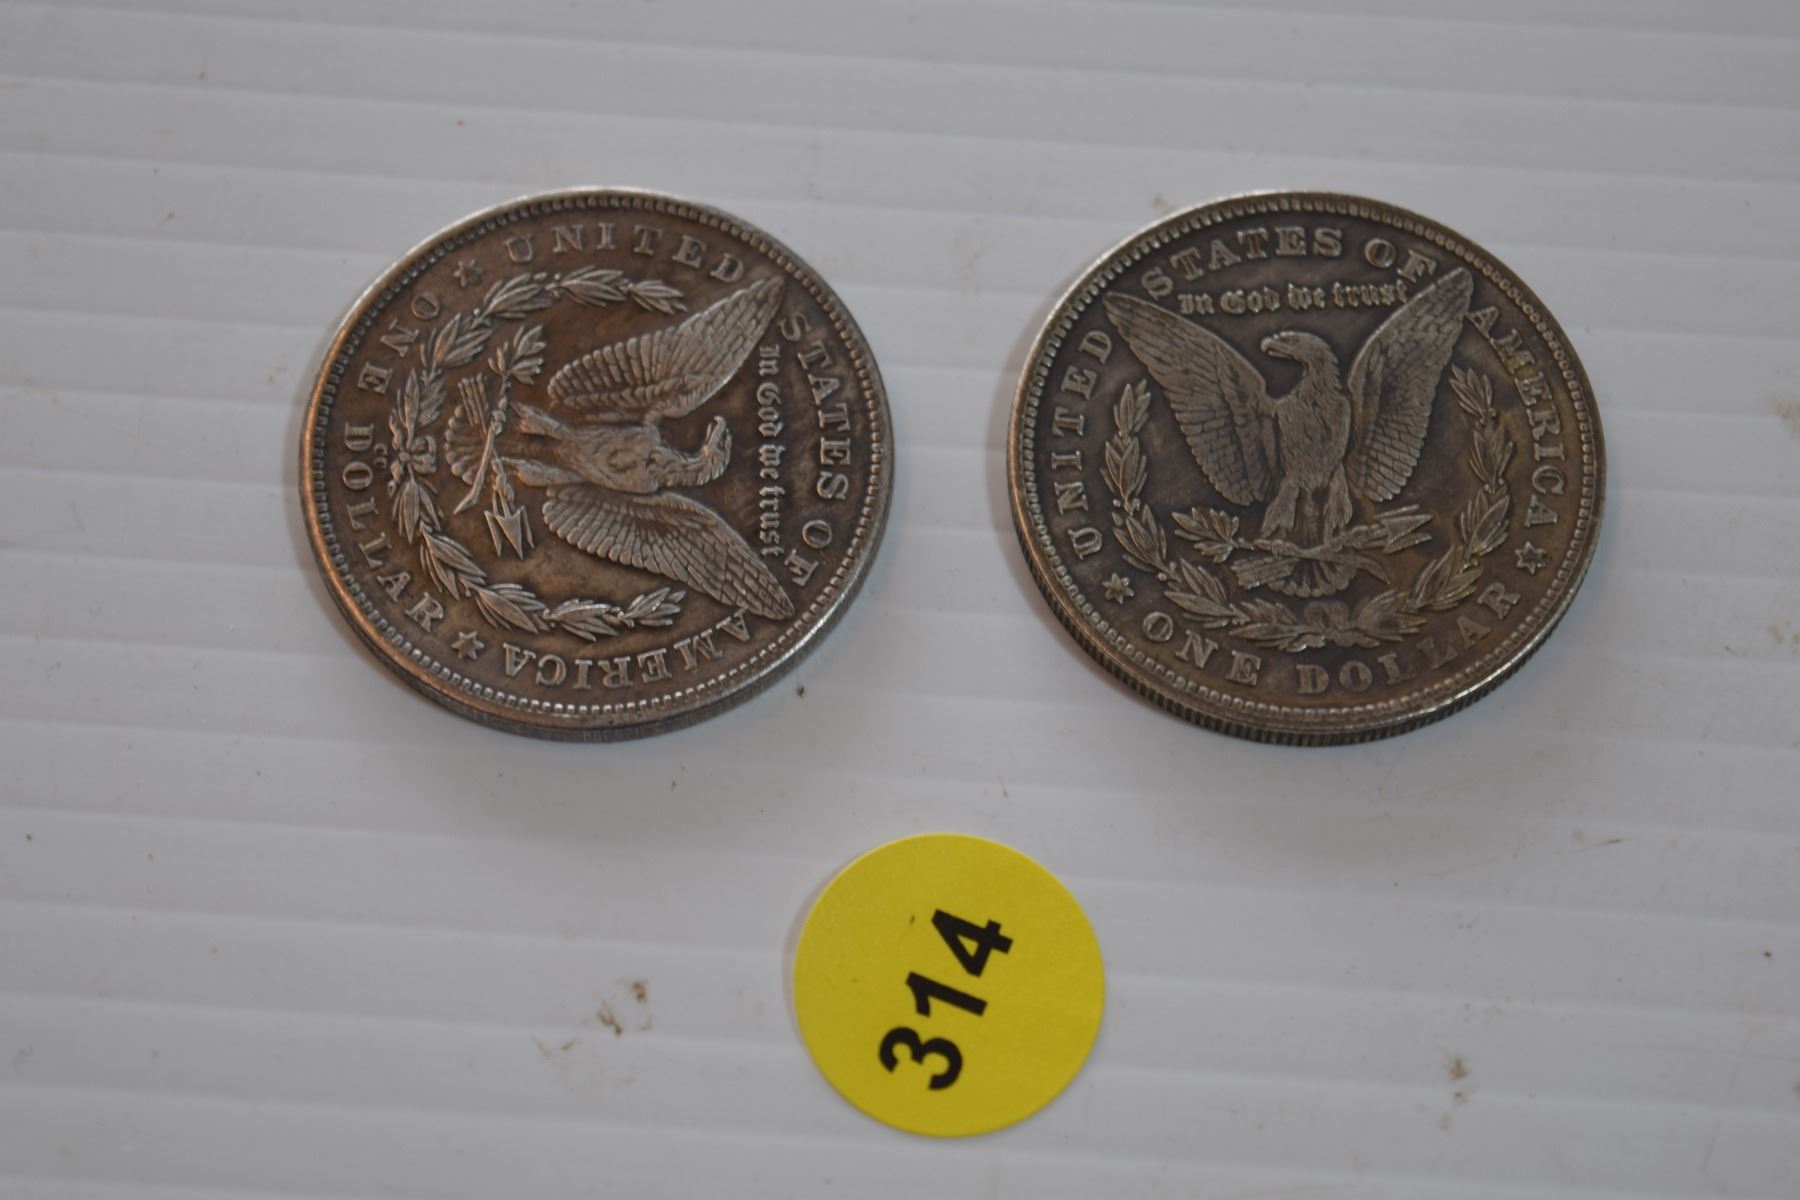 UNITED STATES OF AMERICA
In God we trust
ONE DOLLAR
CC
UNITED STATES OF AMERICA
In God we trust
ONE DOLLAR
314